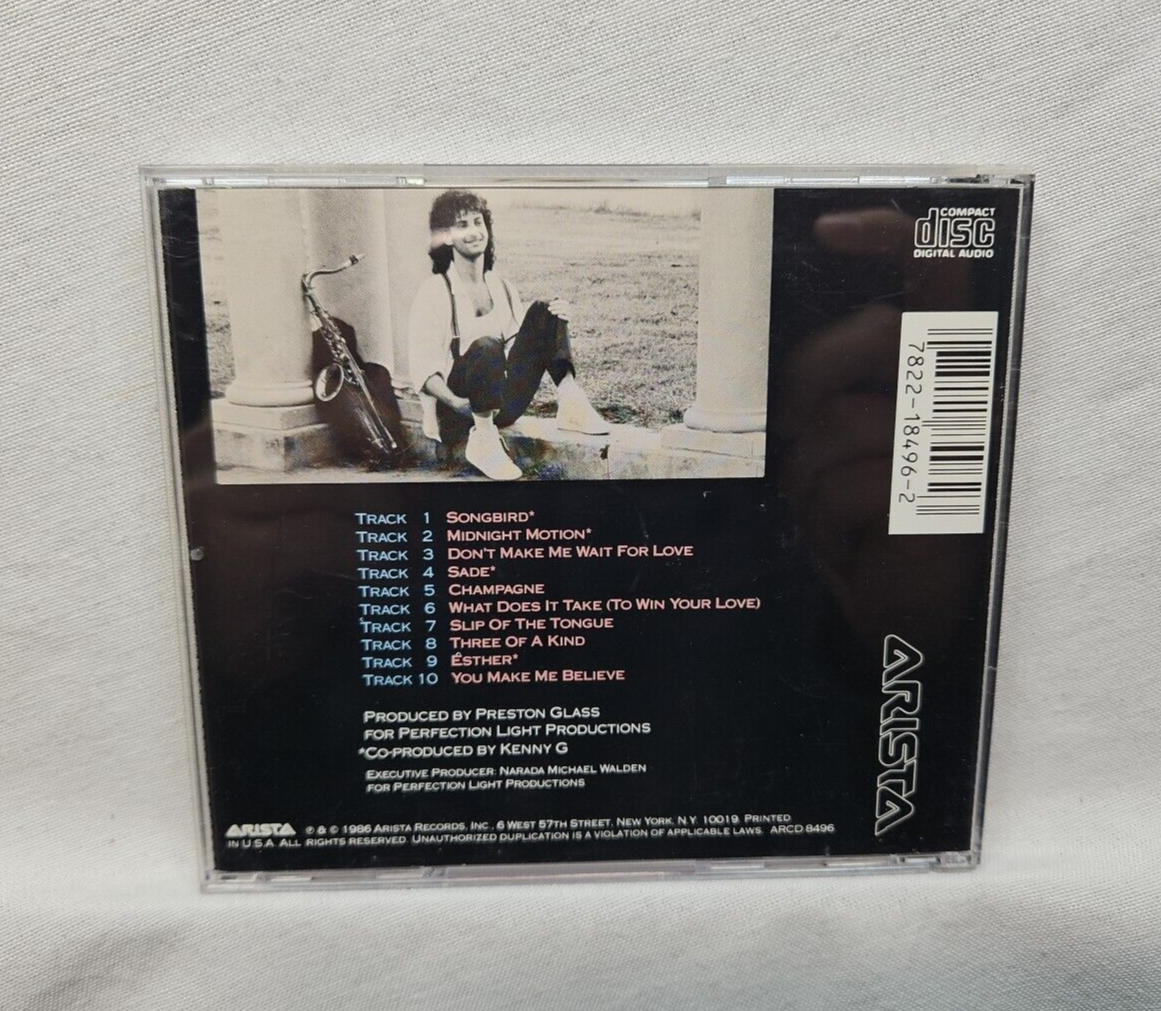 COMPACT
disc
DIGITAL AUDIO
7822-18496-2
TRACK 1 SONGBIRD*
TRACK 2 MIDNIGHT MOTION*
TRACK 3 DON'T MAKE ME WAIT FOR LOVE
TRACK 4 SADE*
TRACK 5 CHAMPAGNE
TRACK 6 WHAT DOES IT TAKE (TO WIN YOUR LOVE)
TRACK 7 SLIP OF THE TONGUE
TRACK 8 THREE OF A KIND
TRACK 9 ESTHER*
TRACK 10 YOU MAKE ME BELIEVE
PRODUCED BY PRESTON GLASS
FOR PERFECTION LIGHT PRODUCTIONS
*CO-PRODUCED BY KENNY G
EXECUTIVE PRODUCER: NARADA MICHAEL WALDEN
FOR PERFECTION LIGHT PRODUCTIONS
ARISTA
ARISTA ℗ & © 1986 ARISTA RECORDS, INC., 6 WEST 57TH STREET, NEW YORK, N.Y. 10019. PRINTED
IN U.S.A. ALL RIGHTS RESERVED. UNAUTHORIZED DUPLICATION IS A VIOLATION OF APPLICABLE LAWS. ARCD 8496